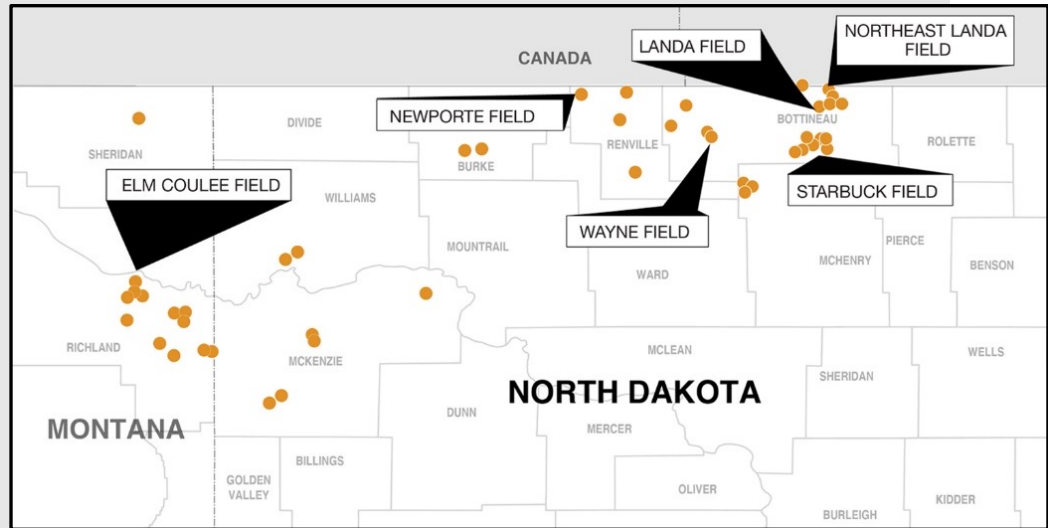 NORTHEAST LANDA
FIELD
LANDA FIELD
CANADA
NEWPORTE FIELD
DIVIDE
BOTTINEAU
SHERIDAN
BURKE
RENVILLE
ROLETTE
ELM COULEE FIELD
WILLIAMS
STARBUCK FIELD
WAYNE FIELD
MOUNTRAIL
WARD
MCHENRY
PIERCE
BENSON
RICHLAND
MCKENZIE
MCLEAN
WELLS
SHERIDAN
NORTH DAKOTA
MONTANA
DUNN
MERCER
BILLINGS
GOLDEN
VALLEY
OLIVER
KIDDER
BURLEIGH